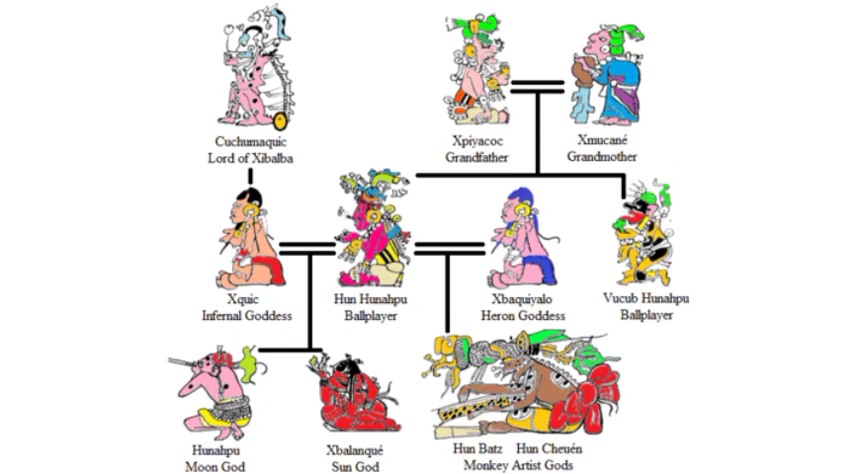 Cuchumaquic
Lord of Xibalba
Xpiyacoc
Grandfather
Xmucané
Grandmother
Xquic
Infernal Goddess
Hun Hunahpu
Ballplayer
Xbaquiyalo
Heron Goddess
Vucub Hunahpu
Ballplayer
Hunahpu
Moon God
Xbalanqué
Sun God
Hun Batz Hun Cheuén
Monkey Artist Gods